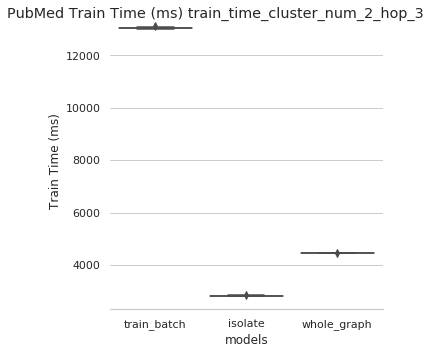 PubMed Train Time (ms) train_time_cluster_num_2_hop_3
12000
10000
8000
6000
4000
Train Time (ms)
train_batch isolate whole_graph
models